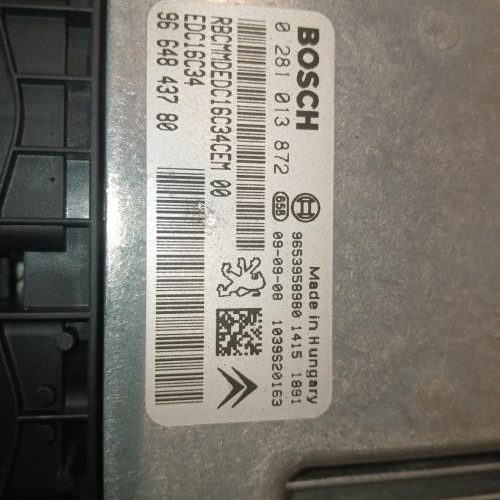 BOSCH
0 281 013 872
65B
RBCMMDEDC16C34CEM 00
EDC16C34
96 648 437 80
Made in Hungary
9653958980 1415 1891
09-09-08 1039S20163